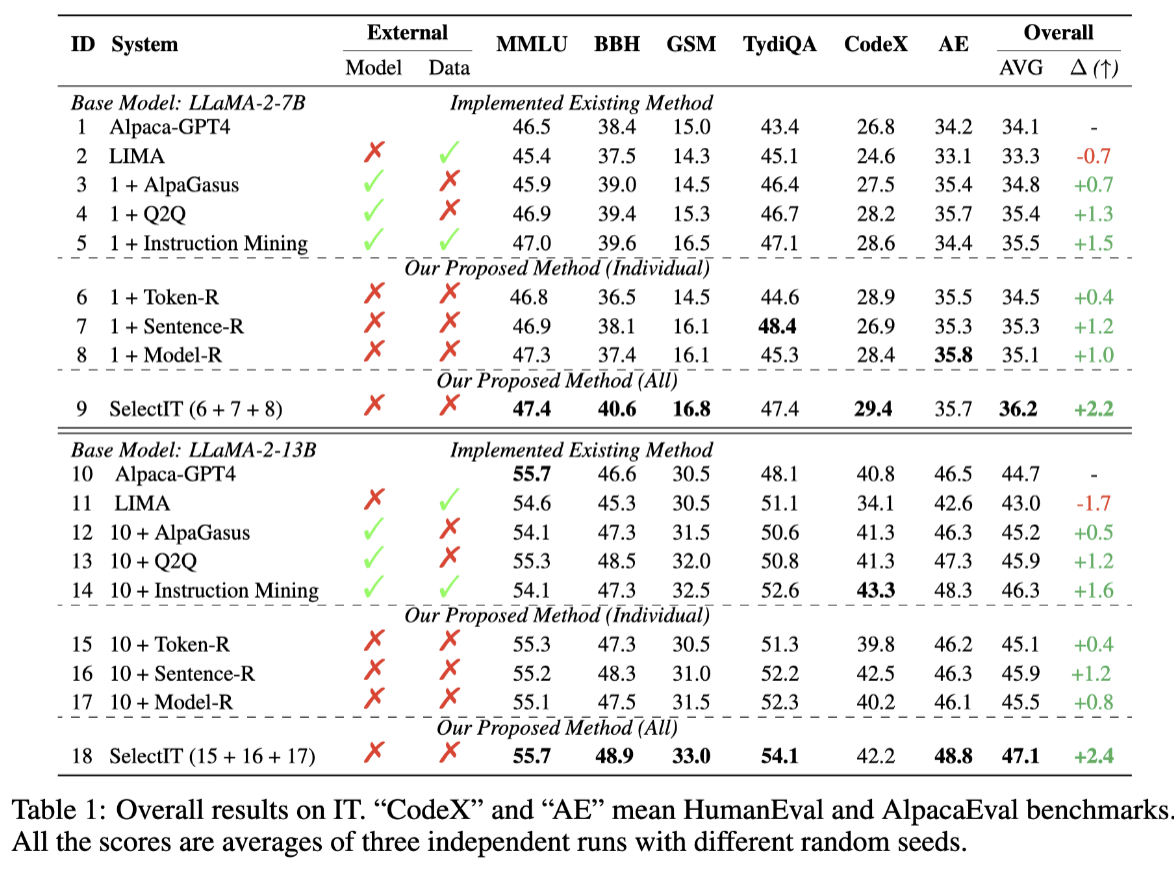 ID System External MMLU BBH GSM TydiQA CodeX AE Overall
Model Data AVG Δ (↑)
Base Model: LLaMA-2-7B Implemented Existing Method
1 Alpaca-GPT4 46.5 38.4 15.0 43.4 26.8 34.2 34.1 -
2 LIMA ✗ ✓ 45.4 37.5 14.3 45.1 24.6 33.1 33.3 -0.7
3 1 + AlpaGasus ✓ ✗ 45.9 39.0 14.5 46.4 27.5 35.4 34.8 +0.7
4 1 + Q2Q ✓ ✗ 46.9 39.4 15.3 46.7 28.2 35.7 35.4 +1.3
5 1 + Instruction Mining ✓ ✓ 47.0 39.6 16.5 47.1 28.6 34.4 35.5 +1.5
Our Proposed Method (Individual)
6 1 + Token-R ✗ ✗ 46.8 36.5 14.5 44.6 28.9 35.5 34.5 +0.4
7 1 + Sentence-R ✗ ✗ 46.9 38.1 16.1 48.4 26.9 35.3 35.3 +1.2
8 1 + Model-R ✗ ✗ 47.3 37.4 16.1 45.3 28.4 35.8 35.1 +1.0
Our Proposed Method (All)
9 SelectIT (6 + 7 + 8) ✗ ✗ 47.4 40.6 16.8 47.4 29.4 35.7 36.2 +2.2
Base Model: LLaMA-2-13B Implemented Existing Method
10 Alpaca-GPT4 55.7 46.6 30.5 48.1 40.8 46.5 44.7 -
11 LIMA ✗ ✓ 54.6 45.3 30.5 51.1 34.1 42.6 43.0 -1.7
12 10 + AlpaGasus ✓ ✗ 54.1 47.3 31.5 50.6 41.3 46.3 45.2 +0.5
13 10 + Q2Q ✓ ✗ 55.3 48.5 32.0 50.8 41.3 47.3 45.9 +1.2
14 10 + Instruction Mining ✓ ✓ 54.1 47.3 32.5 52.6 43.3 48.3 46.3 +1.6
Our Proposed Method (Individual)
15 10 + Token-R ✗ ✗ 55.3 47.3 30.5 51.3 39.8 46.2 45.1 +0.4
16 10 + Sentence-R ✗ ✗ 55.2 48.3 31.0 52.2 42.5 46.3 45.9 +1.2
17 10 + Model-R ✗ ✗ 55.1 47.5 31.5 52.3 40.2 46.1 45.5 +0.8
Our Proposed Method (All)
18 SelectIT (15 + 16 + 17) ✗ ✗ 55.7 48.9 33.0 54.1 42.2 48.8 47.1 +2.4
Table 1: Overall results on IT. “CodeX” and “AE” mean HumanEval and AlpacaEval benchmarks.
All the scores are averages of three independent runs with different random seeds.